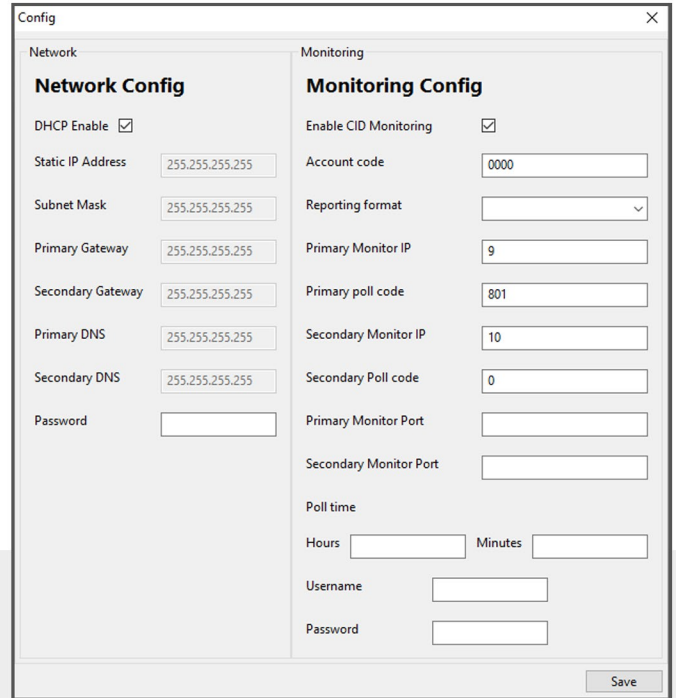 Config
Network
Network Config
DHCP Enable
Static IP Address 255.255.255.255
Subnet Mask 255.255.255.255
Primary Gateway 255.255.255.255
Secondary Gateway 255.255.255.255
Primary DNS 255.255.255.255
Secondary DNS 255.255.255.255
Password
Monitoring
Monitoring Config
Enable CID Monitoring
Account code 0000
Reporting format
Primary Monitor IP 9
Primary poll code 801
Secondary Monitor IP 10
Secondary Poll code 0
Primary Monitor Port
Secondary Monitor Port
Poll time
Hours Minutes
Username
Password
Save